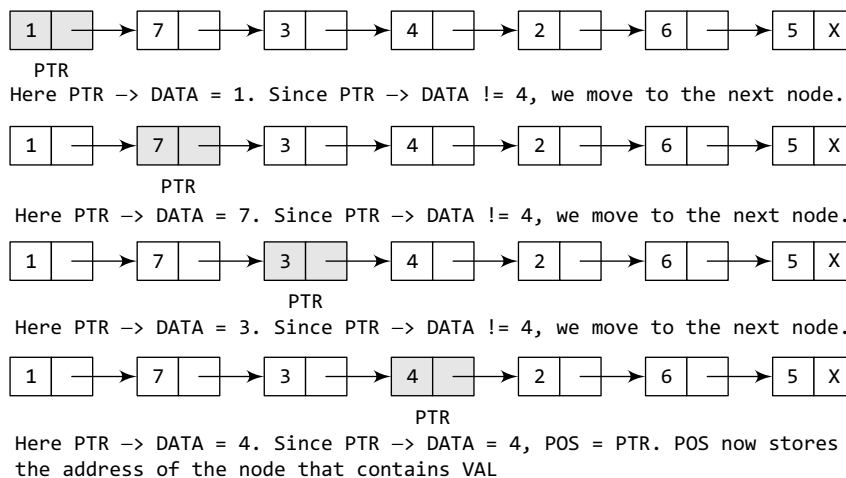 1 7 3 4 2 6 5 X
PTR
Here PTR –> DATA = 1. Since PTR –> DATA != 4, we move to the next node.
1 7 3 4 2 6 5 X
PTR
Here PTR –> DATA = 7. Since PTR –> DATA != 4, we move to the next node.
1 7 3 4 2 6 5 X
PTR
Here PTR –> DATA = 3. Since PTR –> DATA != 4, we move to the next node.
1 7 3 4 2 6 5 X
PTR
Here PTR –> DATA = 4. Since PTR –> DATA = 4, POS = PTR. POS now stores
the address of the node that contains VAL